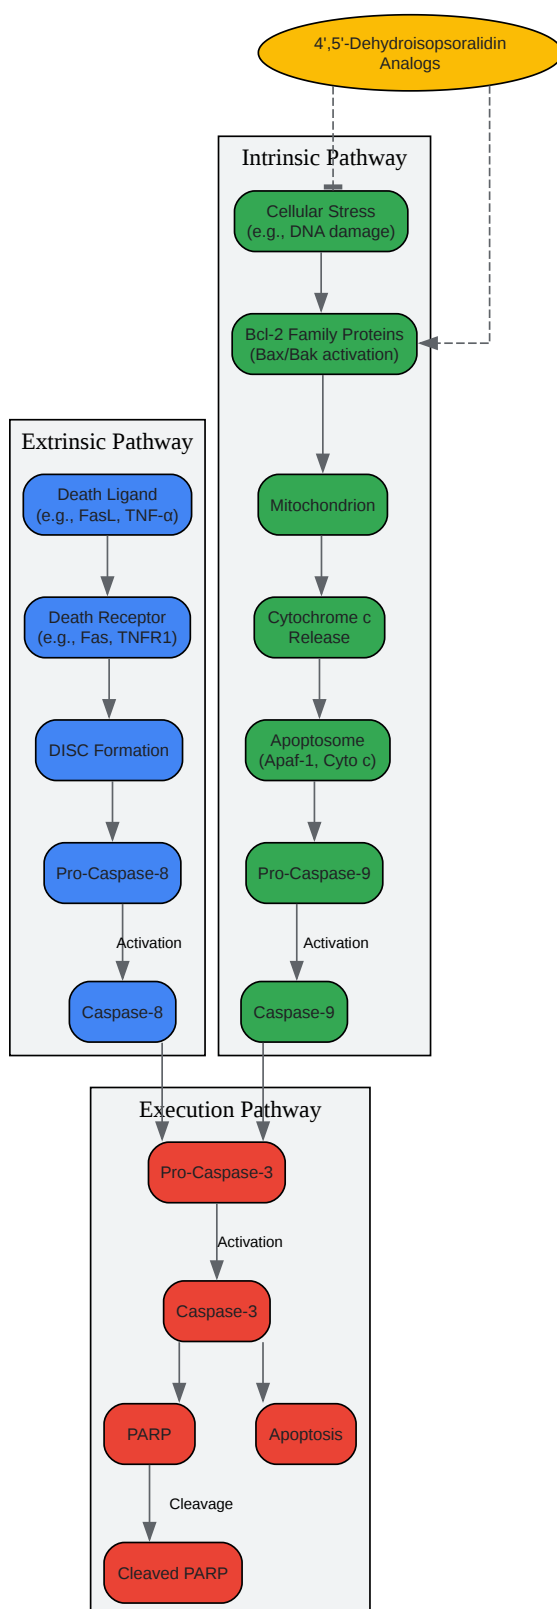 4',5'-Dehydroisopsoralidin
Analogs
Intrinsic Pathway
Cellular Stress
(e.g., DNA damage)
Bcl-2 Family Proteins
(Bax/Bak activation)
Mitochondrion
Cytochrome c
Release
Apoptosome
(Apaf-1, Cyto c)
Pro-Caspase-9
Activation
Caspase-9
Extrinsic Pathway
Death Ligand
(e.g., FasL, TNF-α)
Death Receptor
(e.g., Fas, TNFR1)
DISC Formation
Pro-Caspase-8
Activation
Caspase-8
Execution Pathway
Pro-Caspase-3
Activation
Caspase-3
PARP
Apoptosis
Cleavage
Cleaved PARP